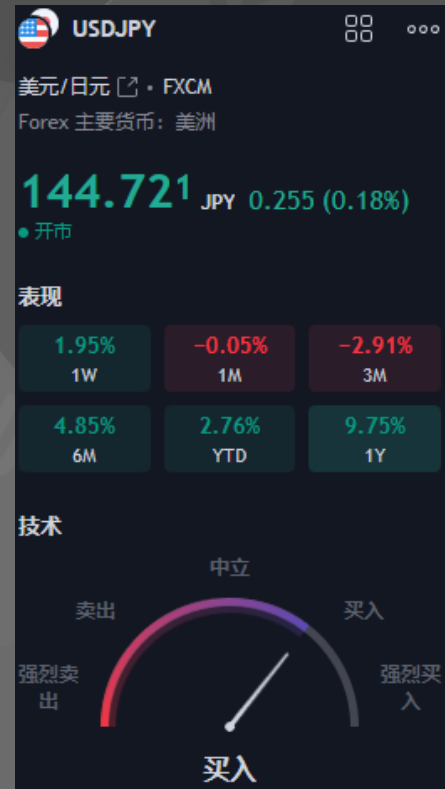 USDJPY
美元/日元 • FXCM
Forex 主要货币：美洲
144.721 JPY 0.255 (0.18%)
开市
表现
1.95% −0.05% −2.91%
1W 1M 3M
4.85% 2.76% 9.75%
6M YTD 1Y
技术
中立
卖出 买入
强烈卖出 强烈买入
买入